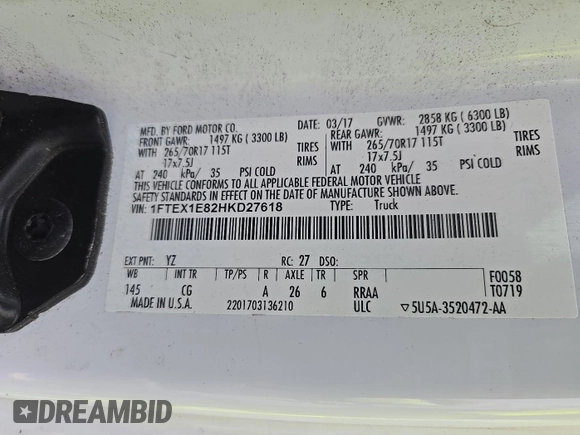 MFD. BY FORD MOTOR CO. DATE: 03/17 GVWR: 2858 KG ( 6300 LB)
FRONT GAWR: 1497 KG ( 3300 LB) REAR GAWR: 1497 KG ( 3300 LB)
WITH 265/70R17 115T TIRES WITH 265/70R17 115T TIRES
17x7.5J RIMS 17x7.5J RIMS
AT 240 kPa/ 35 PSI COLD AT 240 kPa/ 35 PSI COLD
THIS VEHICLE CONFORMS TO ALL APPLICABLE FEDERAL MOTOR VEHICLE
SAFETY STANDARDS IN EFFECT ON THE DATE OF MANUFACTURE SHOWN ABOVE.
VIN: 1FTEX1E82HKD27618 TYPE: Truck
EXT PNT: YZ RC: 27 DSO: F0058
WB INT TR TP/PS R AXLE TR SPR T0719
145 CG A 26 6 RRAA
MADE IN U.S.A. 2201703136210 ULC ▽5U5A-3520472-AA
DREAMBID